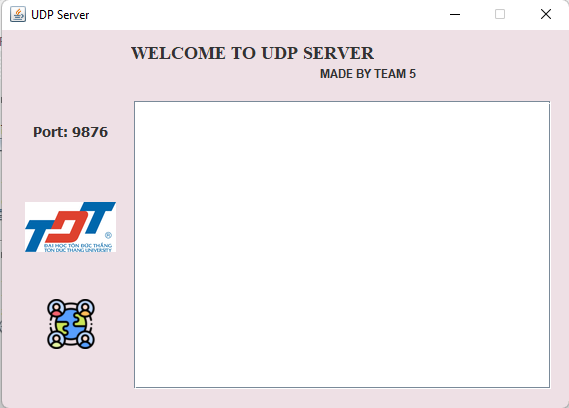 UDP Server
WELCOME TO UDP SERVER
MADE BY TEAM 5
Port: 9876
TDT
®
ĐẠI HỌC TÔN ĐỨC THẮNG
TON DUC THANG UNIVERSITY